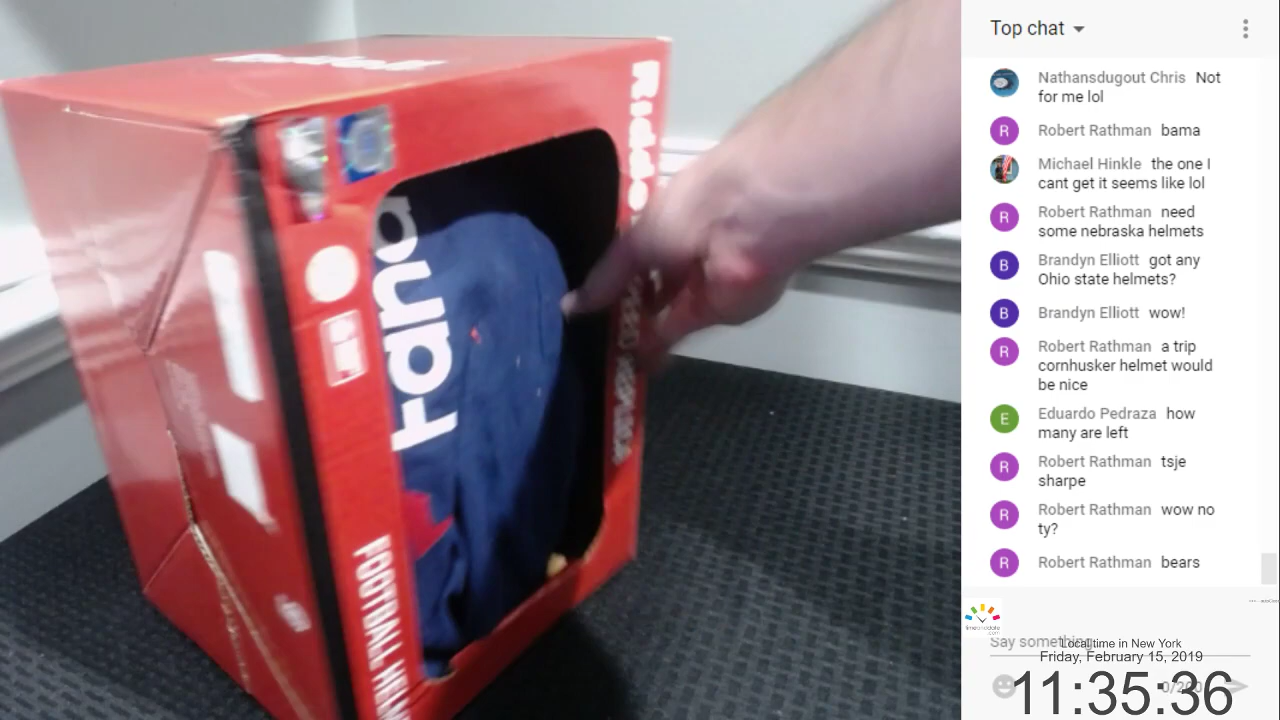 Riddell
Fana
FOOTBALL HELM
Top chat
Nathansdugout Chris Not
for me lol
Robert Rathman bama
Michael Hinkle the one I
cant get it seems like lol
Robert Rathman need
some nebraska helmets
Brandyn Elliott got any
Ohio state helmets?
Brandyn Elliott wow!
Robert Rathman a trip
cornhusker helmet would
be nice
Eduardo Pedraza how
many are left
Robert Rathman tsje
sharpe
Robert Rathman wow no
ty?
Robert Rathman bears
Say something...
Local time in New York
Friday, February 15, 2019
11:35:36